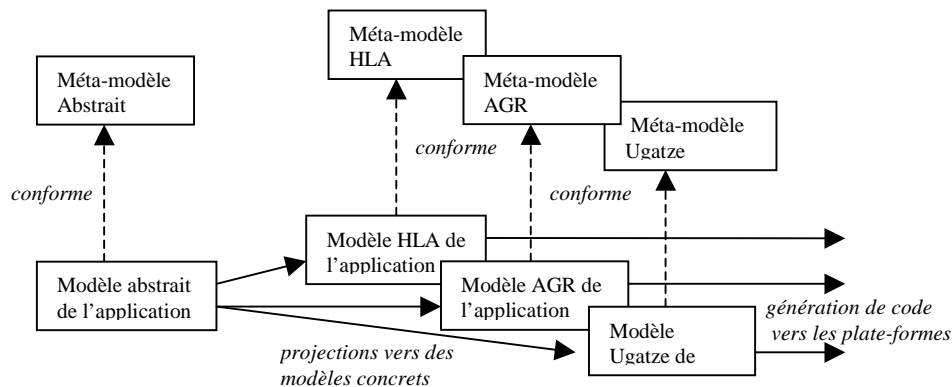 Méta-modèle
HLA
Méta-modèle
Abstrait
Méta-modèle
AGR
Méta-modèle
Ugatze
conforme
conforme
conforme
Modèle HLA de
l’application
Modèle abstrait
de l’application
Modèle AGR de
l’application
Modèle
Ugatze de
génération de code
vers les plate-formes
projections vers des
modèles concrets